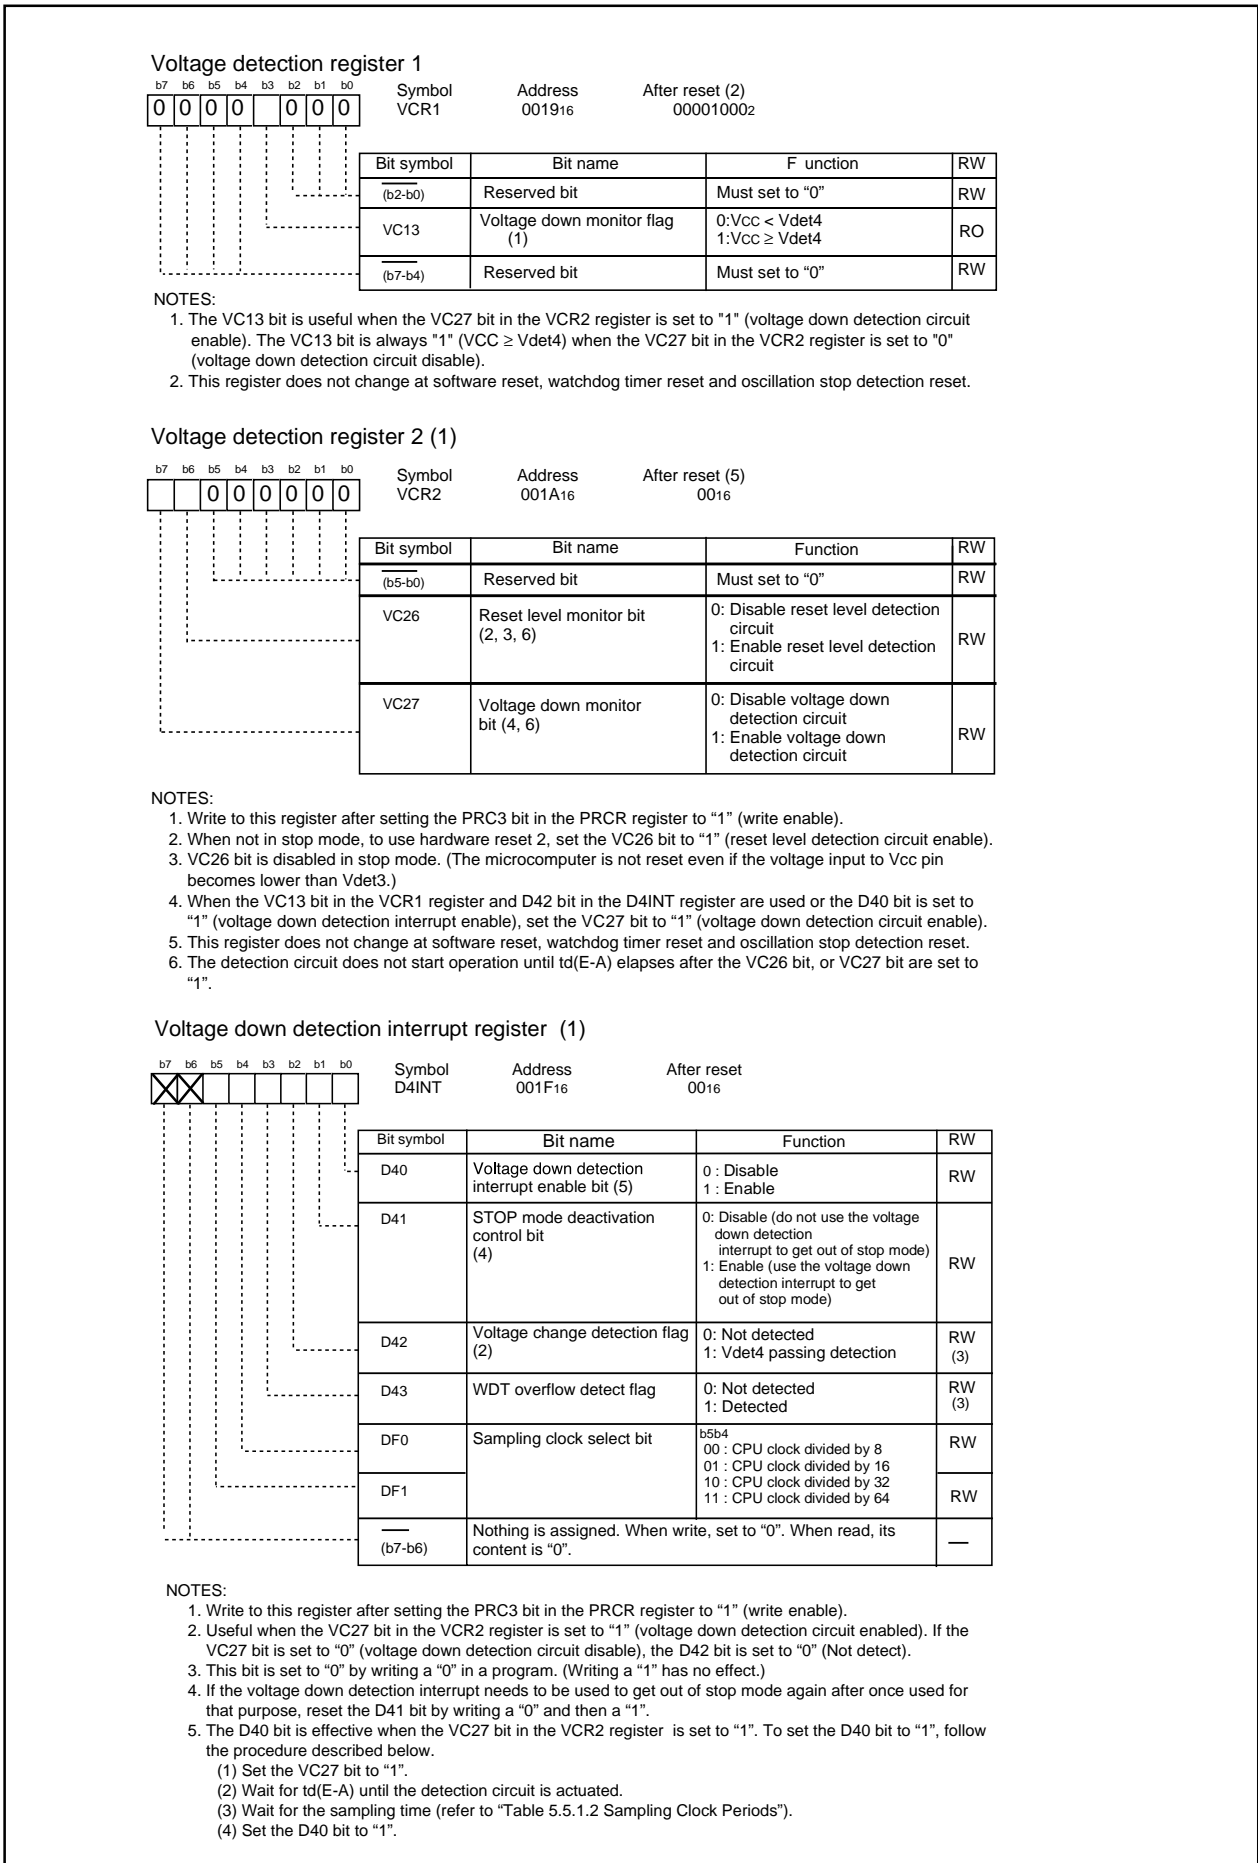 Voltage detection register 1
b7 b6 b5 b4 b3 b2 b1 b0
Symbol Address After reset (2)
0 0 0 0 0 0 0 VCR1 001916 000010002
Bit symbol Bit name F unction RW
(b2-b0) Reserved bit Must set to “0” RW
VC13 Voltage down monitor flag
(1) 0:VCC < Vdet4
1:VCC ≥ Vdet4 RO
(b7-b4) Reserved bit Must set to “0” RW
NOTES:
1. The VC13 bit is useful when the VC27 bit in the VCR2 register is set to "1" (voltage down detection circuit
enable). The VC13 bit is always "1" (VCC ≥ Vdet4) when the VC27 bit in the VCR2 register is set to "0"
(voltage down detection circuit disable).
2. This register does not change at software reset, watchdog timer reset and oscillation stop detection reset.
Voltage detection register 2 (1)
b7 b6 b5 b4 b3 b2 b1 b0
Symbol Address After reset (5)
0 0 0 0 0 0 VCR2 001A16 0016
Bit symbol Bit name Function RW
(b5-b0) Reserved bit Must set to “0” RW
VC26 Reset level monitor bit
(2, 3, 6)
0: Disable reset level detection
circuit
1: Enable reset level detection
circuit
RW
VC27 Voltage down monitor
bit (4, 6)
0: Disable voltage down
detection circuit
1: Enable voltage down
detection circuit
RW
NOTES:
1. Write to this register after setting the PRC3 bit in the PRCR register to “1” (write enable).
2. When not in stop mode, to use hardware reset 2, set the VC26 bit to “1” (reset level detection circuit enable).
3. VC26 bit is disabled in stop mode. (The microcomputer is not reset even if the voltage input to Vcc pin
becomes lower than Vdet3.)
4. When the VC13 bit in the VCR1 register and D42 bit in the D4INT register are used or the D40 bit is set to
“1” (voltage down detection interrupt enable), set the VC27 bit to “1” (voltage down detection circuit enable).
5. This register does not change at software reset, watchdog timer reset and oscillation stop detection reset.
6. The detection circuit does not start operation until td(E-A) elapses after the VC26 bit, or VC27 bit are set to
“1”.
Voltage down detection interrupt register (1)
b7 b6 b5 b4 b3 b2 b1 b0
Symbol Address After reset
D4INT 001F16 0016
Bit symbol Bit name Function RW
D40 Voltage down detection
interrupt enable bit (5)
0 : Disable
1 : Enable
RW
D41 STOP mode deactivation
control bit
(4)
0: Disable (do not use the voltage
down detection
interrupt to get out of stop mode)
1: Enable (use the voltage down
detection interrupt to get
out of stop mode)
RW
D42 Voltage change detection flag
(2)
0: Not detected
1: Vdet4 passing detection
RW
(3)
D43 WDT overflow detect flag
0: Not detected
1: Detected
RW
(3)
DF0 Sampling clock select bit
b5b4
00 : CPU clock divided by 8
01 : CPU clock divided by 16
10 : CPU clock divided by 32
11 : CPU clock divided by 64
RW
DF1 RW
(b7-b6) Nothing is assigned. When write, set to “0”. When read, its
content is “0”.
—
NOTES:
1. Write to this register after setting the PRC3 bit in the PRCR register to “1” (write enable).
2. Useful when the VC27 bit in the VCR2 register is set to “1” (voltage down detection circuit enabled). If the
VC27 bit is set to “0” (voltage down detection circuit disable), the D42 bit is set to “0” (Not detect).
3. This bit is set to “0” by writing a “0” in a program. (Writing a “1” has no effect.)
4. If the voltage down detection interrupt needs to be used to get out of stop mode again after once used for
that purpose, reset the D41 bit by writing a “0” and then a “1”.
5. The D40 bit is effective when the VC27 bit in the VCR2 register is set to “1”. To set the D40 bit to “1”, follow
the procedure described below.
(1) Set the VC27 bit to “1”.
(2) Wait for td(E-A) until the detection circuit is actuated.
(3) Wait for the sampling time (refer to “Table 5.5.1.2 Sampling Clock Periods”).
(4) Set the D40 bit to “1”.